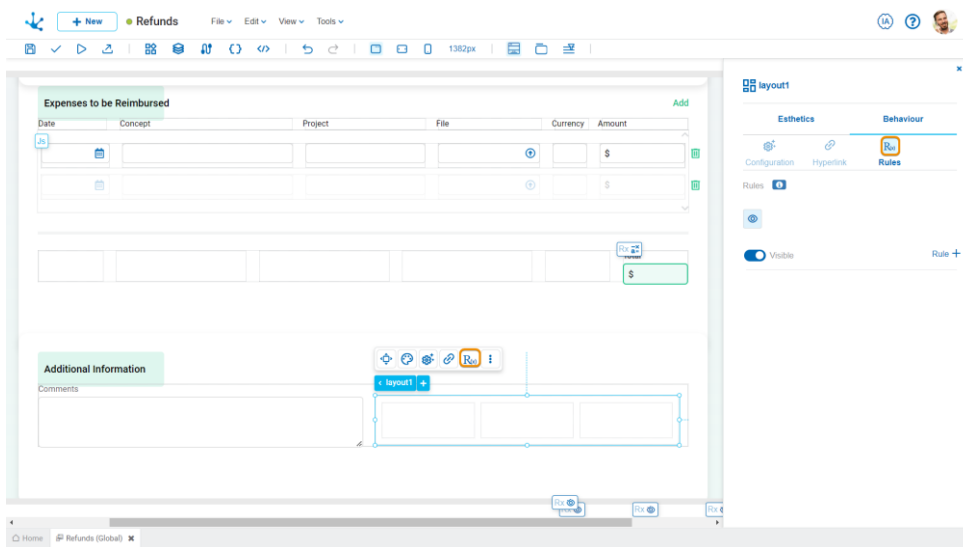 + New
Refunds
File
Edit
View
Tools
IA
?
1382px
Expenses to be Reimbursed
Add
Date
Concept
Project
File
Currency
Amount
Js
$
$
Rx
$
Additional Information
layout1
Comments
Rx
Rx
Rx
Home
Refunds (Global)
layout1
Esthetics
Behaviour
Configuration
Hyperlink
Rules
Rules
Visible
Rule +